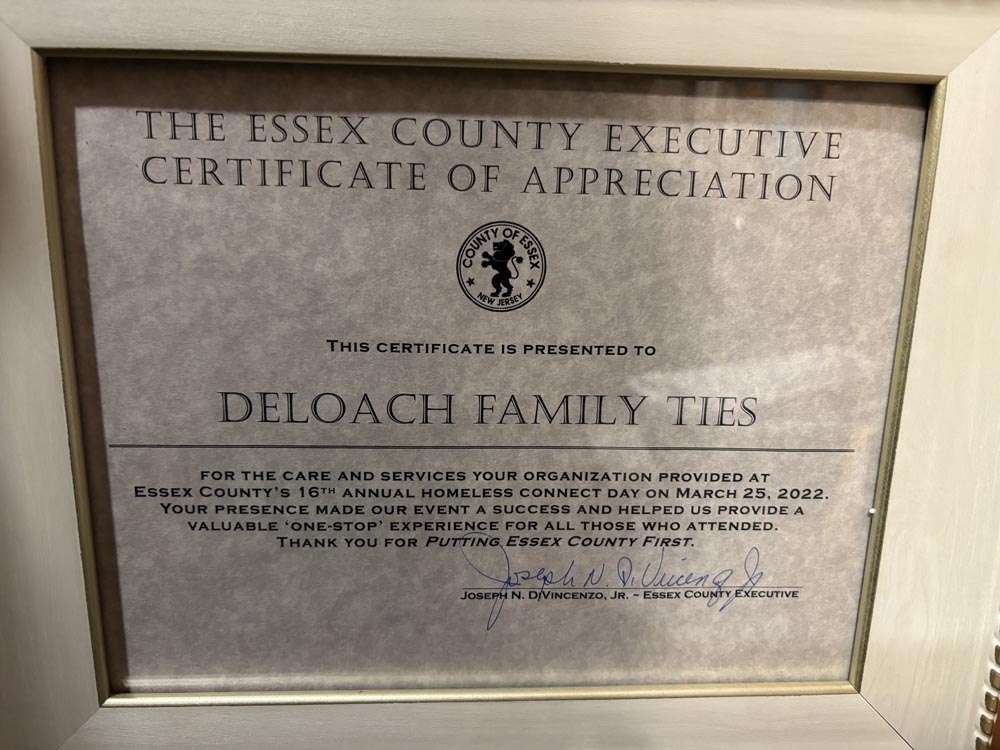 THE ESSEX COUNTY EXECUTIVE
CERTIFICATE OF APPRECIATION
COUNTY OF ESSEX
NEW JERSEY
THIS CERTIFICATE IS PRESENTED TO
DELOACH FAMILY TIES
FOR THE CARE AND SERVICES YOUR ORGANIZATION PROVIDED AT
ESSEX COUNTY'S 16TH ANNUAL HOMELESS CONNECT DAY ON MARCH 25, 2022.
YOUR PRESENCE MADE OUR EVENT A SUCCESS AND HELPED US PROVIDE A
VALUABLE 'ONE-STOP' EXPERIENCE FOR ALL THOSE WHO ATTENDED.
THANK YOU FOR PUTTING ESSEX COUNTY FIRST.
Joseph N. DiVincenzo Jr
JOSEPH N. DIVINCENZO, JR. ~ ESSEX COUNTY EXECUTIVE